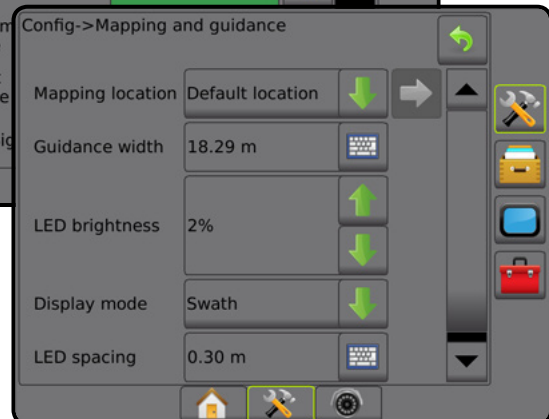 Config->Mapping and guidance
Mapping location Default location
Guidance width 18.29 m
LED brightness 2%
Display mode Swath
LED spacing 0.30 m